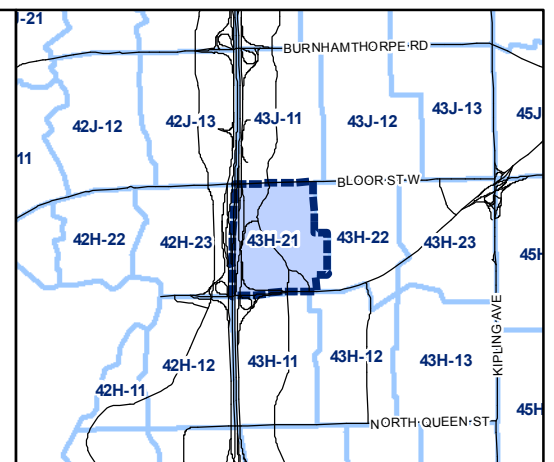 J-21
BURNHAMTHORPE RD
42J-12
42J-13
43J-11
43J-12
43J-13
45J
11
BLOOR ST W
42H-22
42H-23
43H-21
43H-22
43H-23
45H
KIPLING AVE
42H-11
42H-12
43H-11
43H-12
43H-13
45H
NORTH QUEEN ST